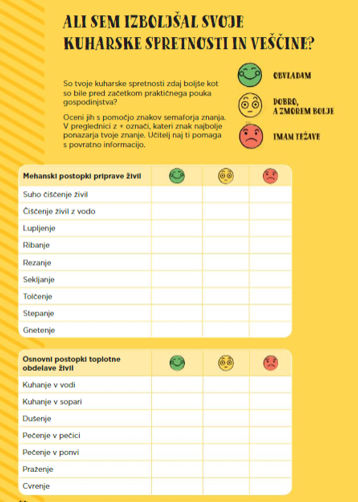 ALI SEM IZBOLJŠAL SVOJE
KUHARSKE SPRETNOSTI IN VEŠČINE?
So tvoje kuharske spretnosti zdaj boljše kot
so bile pred začetkom praktičnega pouka
gospodinjstva?
Oceni jih s pomočjo znakov semaforja znanja.
V preglednici z + označi, kateri znak najbolje
ponazarja tvoje znanje. Učitelj naj ti pomaga
s povratno informacijo.
OBVLADAM
DOBRO,
A ZMOREM BOLJE
IMAM TEŽAVE
Mehanski postopki priprave živil
Suho čiščenje živil
Čiščenje živil z vodo
Lupljenje
Ribanje
Rezanje
Sekljanje
Tolčenje
Stepanje
Gnetenje
Osnovni postopki toplotne
obdelave živil
Kuhanje v vodi
Kuhanje v sopari
Dušenje
Pečenje v pečici
Pečenje v ponvi
Praženje
Cvrenje